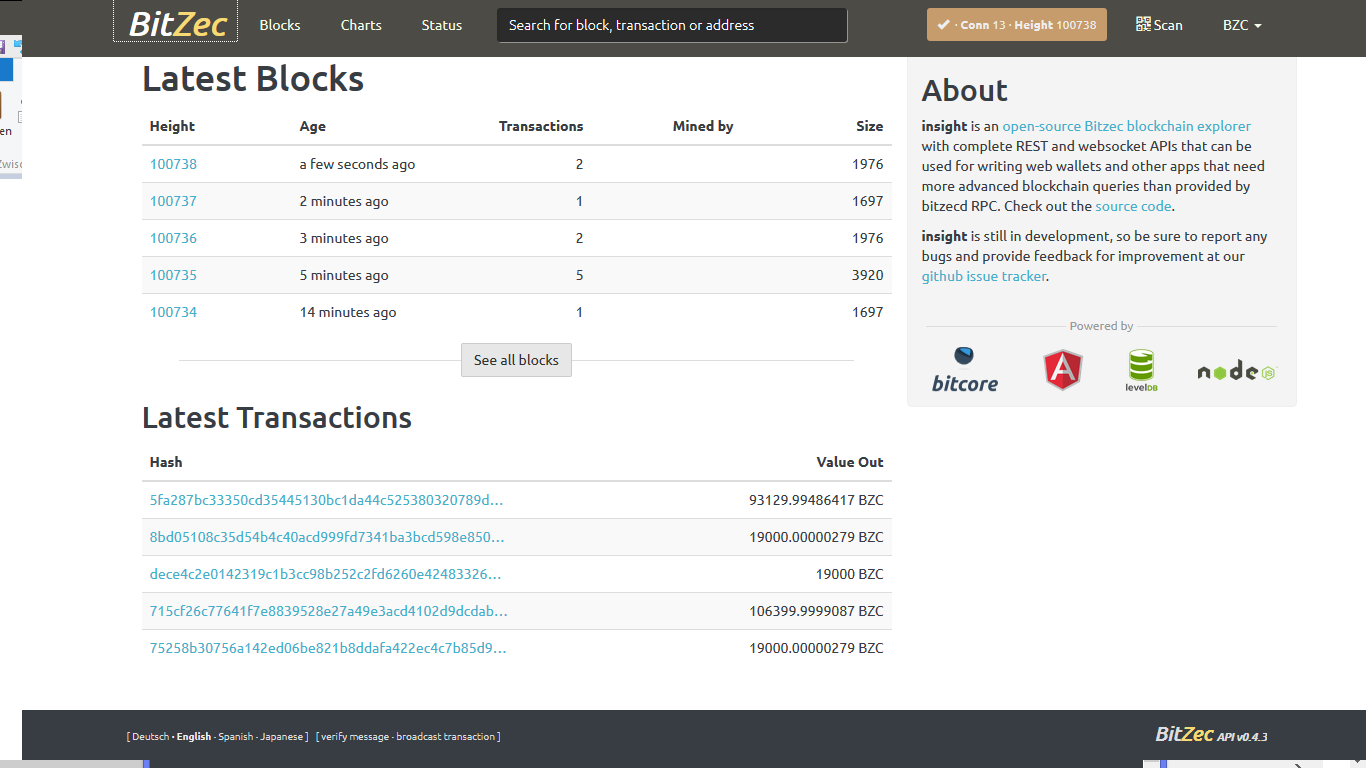 BitZec Blocks Charts Status Search for block, transaction or address · Conn 13 · Height 100738 Scan BZC
Latest Blocks
Height Age Transactions Mined by Size
100738 a few seconds ago 2 1976
100737 2 minutes ago 1 1697
100736 3 minutes ago 2 1976
100735 5 minutes ago 5 3920
100734 14 minutes ago 1 1697
See all blocks
Latest Transactions
Hash Value Out
5fa287bc33350cd35445130bc1da44c525380320789d... 93129.99486417 BZC
8bd05108c35d54b4c40acd999fd7341ba3bcd598e850... 19000.00000279 BZC
dece4c2e0142319c1b3cc98b252c2fd6260e42483326... 19000 BZC
715cf26c77641f7e8839528e27a49e3acd4102d9dcdab... 106399.9999087 BZC
75258b30756a142ed06be821b8ddafa422ec4c7b85d9... 19000.00000279 BZC
About
insight is an open-source Bitzec blockchain explorer
with complete REST and websocket APIs that can be
used for writing web wallets and other apps that need
more advanced blockchain queries than provided by
bitzecd RPC. Check out the source code.
insight is still in development, so be sure to report any
bugs and provide feedback for improvement at our
github issue tracker.
Powered by
bitcore
A
levelDB
node JS
en
Zwisc
[ Deutsch · English · Spanish · Japanese ] [ verify message · broadcast transaction ]
BitZec API v0.4.3